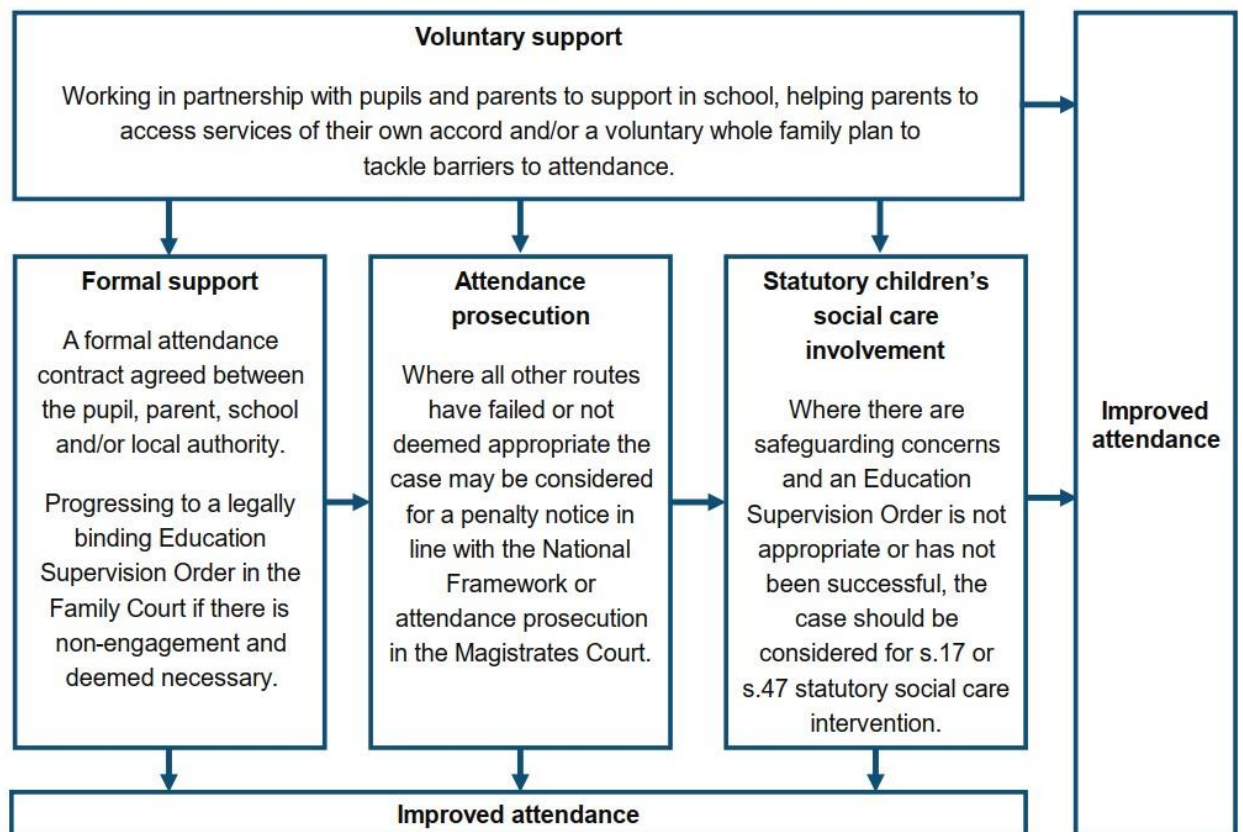 Voluntary support
Working in partnership with pupils and parents to support in school, helping parents to
access services of their own accord and/or a voluntary whole family plan to
tackle barriers to attendance.
Formal support
A formal attendance
contract agreed between
the pupil, parent, school
and/or local authority.
Progressing to a legally
binding Education
Supervision Order in the
Family Court if there is
non-engagement and
deemed necessary.
Attendance
prosecution
Where all other routes
have failed or not
deemed appropriate the
case may be considered
for a penalty notice in
line with the National
Framework or
attendance prosecution
in the Magistrates Court.
Statutory children's
social care
involvement
Where there are
safeguarding concerns
and an Education
Supervision Order is not
appropriate or has not
been successful, the
case should be
considered for s.17 or
s.47 statutory social care
intervention.
Improved
attendance
Improved attendance